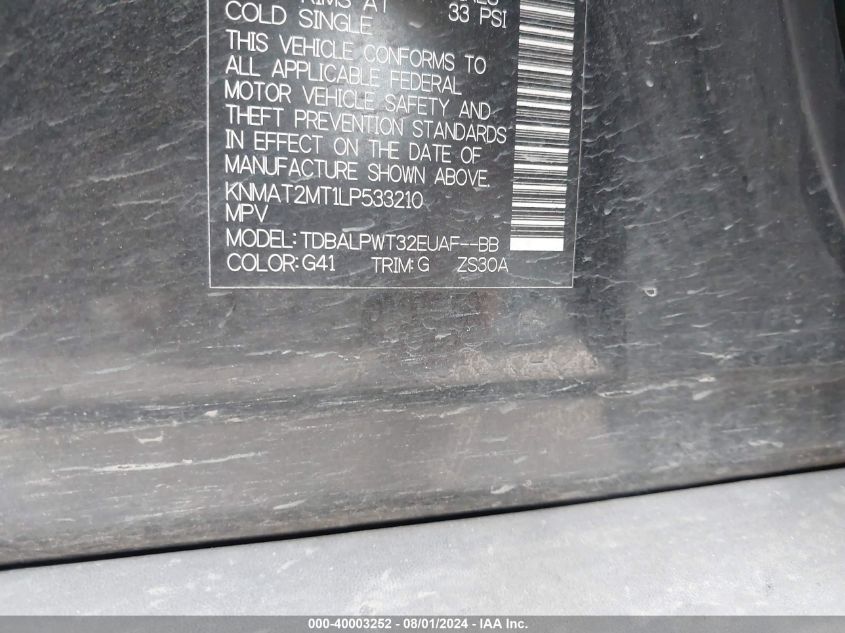 AT
33 PSI
COLD SINGLE
THIS VEHICLE CONFORMS TO
ALL APPLICABLE FEDERAL
MOTOR VEHICLE SAFETY AND
THEFT PREVENTION STANDARDS
IN EFFECT ON THE DATE OF
MANUFACTURE SHOWN ABOVE.
KNMAT2MT1LP533210
MPV
MODEL: TDBALPWT32EUAF--BB
COLOR: G41 TRIM: G ZS30A
000-40003252 - 08/01/2024 - IAA Inc.